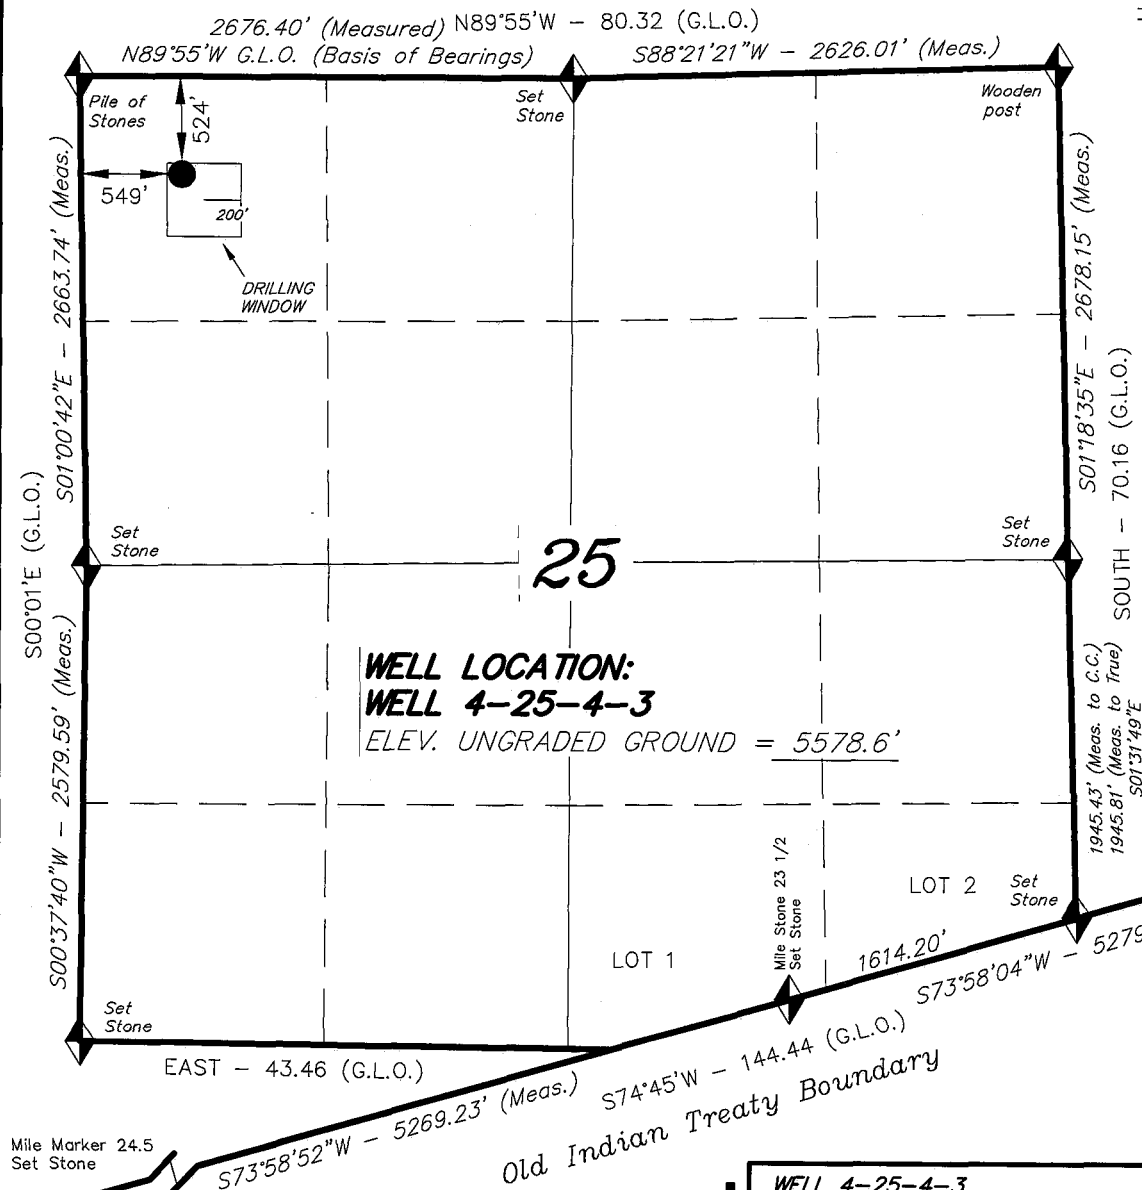 2676.40' (Measured) N89°55'W - 80.32 (G.L.O.)
N89°55'W G.L.O. (Basis of Bearings)
S88°21'21"W - 2626.01' (Meas.)
Pile of
Stones
524'
549'
200'
DRILLING
WINDOW
Set
Stone
Wooden
post
S01°00'42"E - 2663.74' (Meas.)
S01°18'35"E - 2678.15' (Meas.)
S00°01'E (G.L.O.)
SOUTH - 70.16 (G.L.O.)
Set
Stone
25
Set
Stone
WELL LOCATION:
WELL 4-25-4-3
ELEV. UNGRADED GROUND = 5578.6'
S00°37'40"W - 2579.59' (Meas.)
1945.43' (Meas. to C.C.)
1945.81' (Meas. to True)
S01°31'49"E
Mile Stone 23 1/2
Set Stone
LOT 2
Set
Stone
LOT 1
1614.20'
S73°58'04"W - 5279
Set
Stone
EAST - 43.46 (G.L.O.)
S74°45'W - 144.44 (G.L.O.)
S73°58'52"W - 5269.23' (Meas.)
Old Indian Treaty Boundary
Mile Marker 24.5
Set Stone
WELL 4-25-4-3